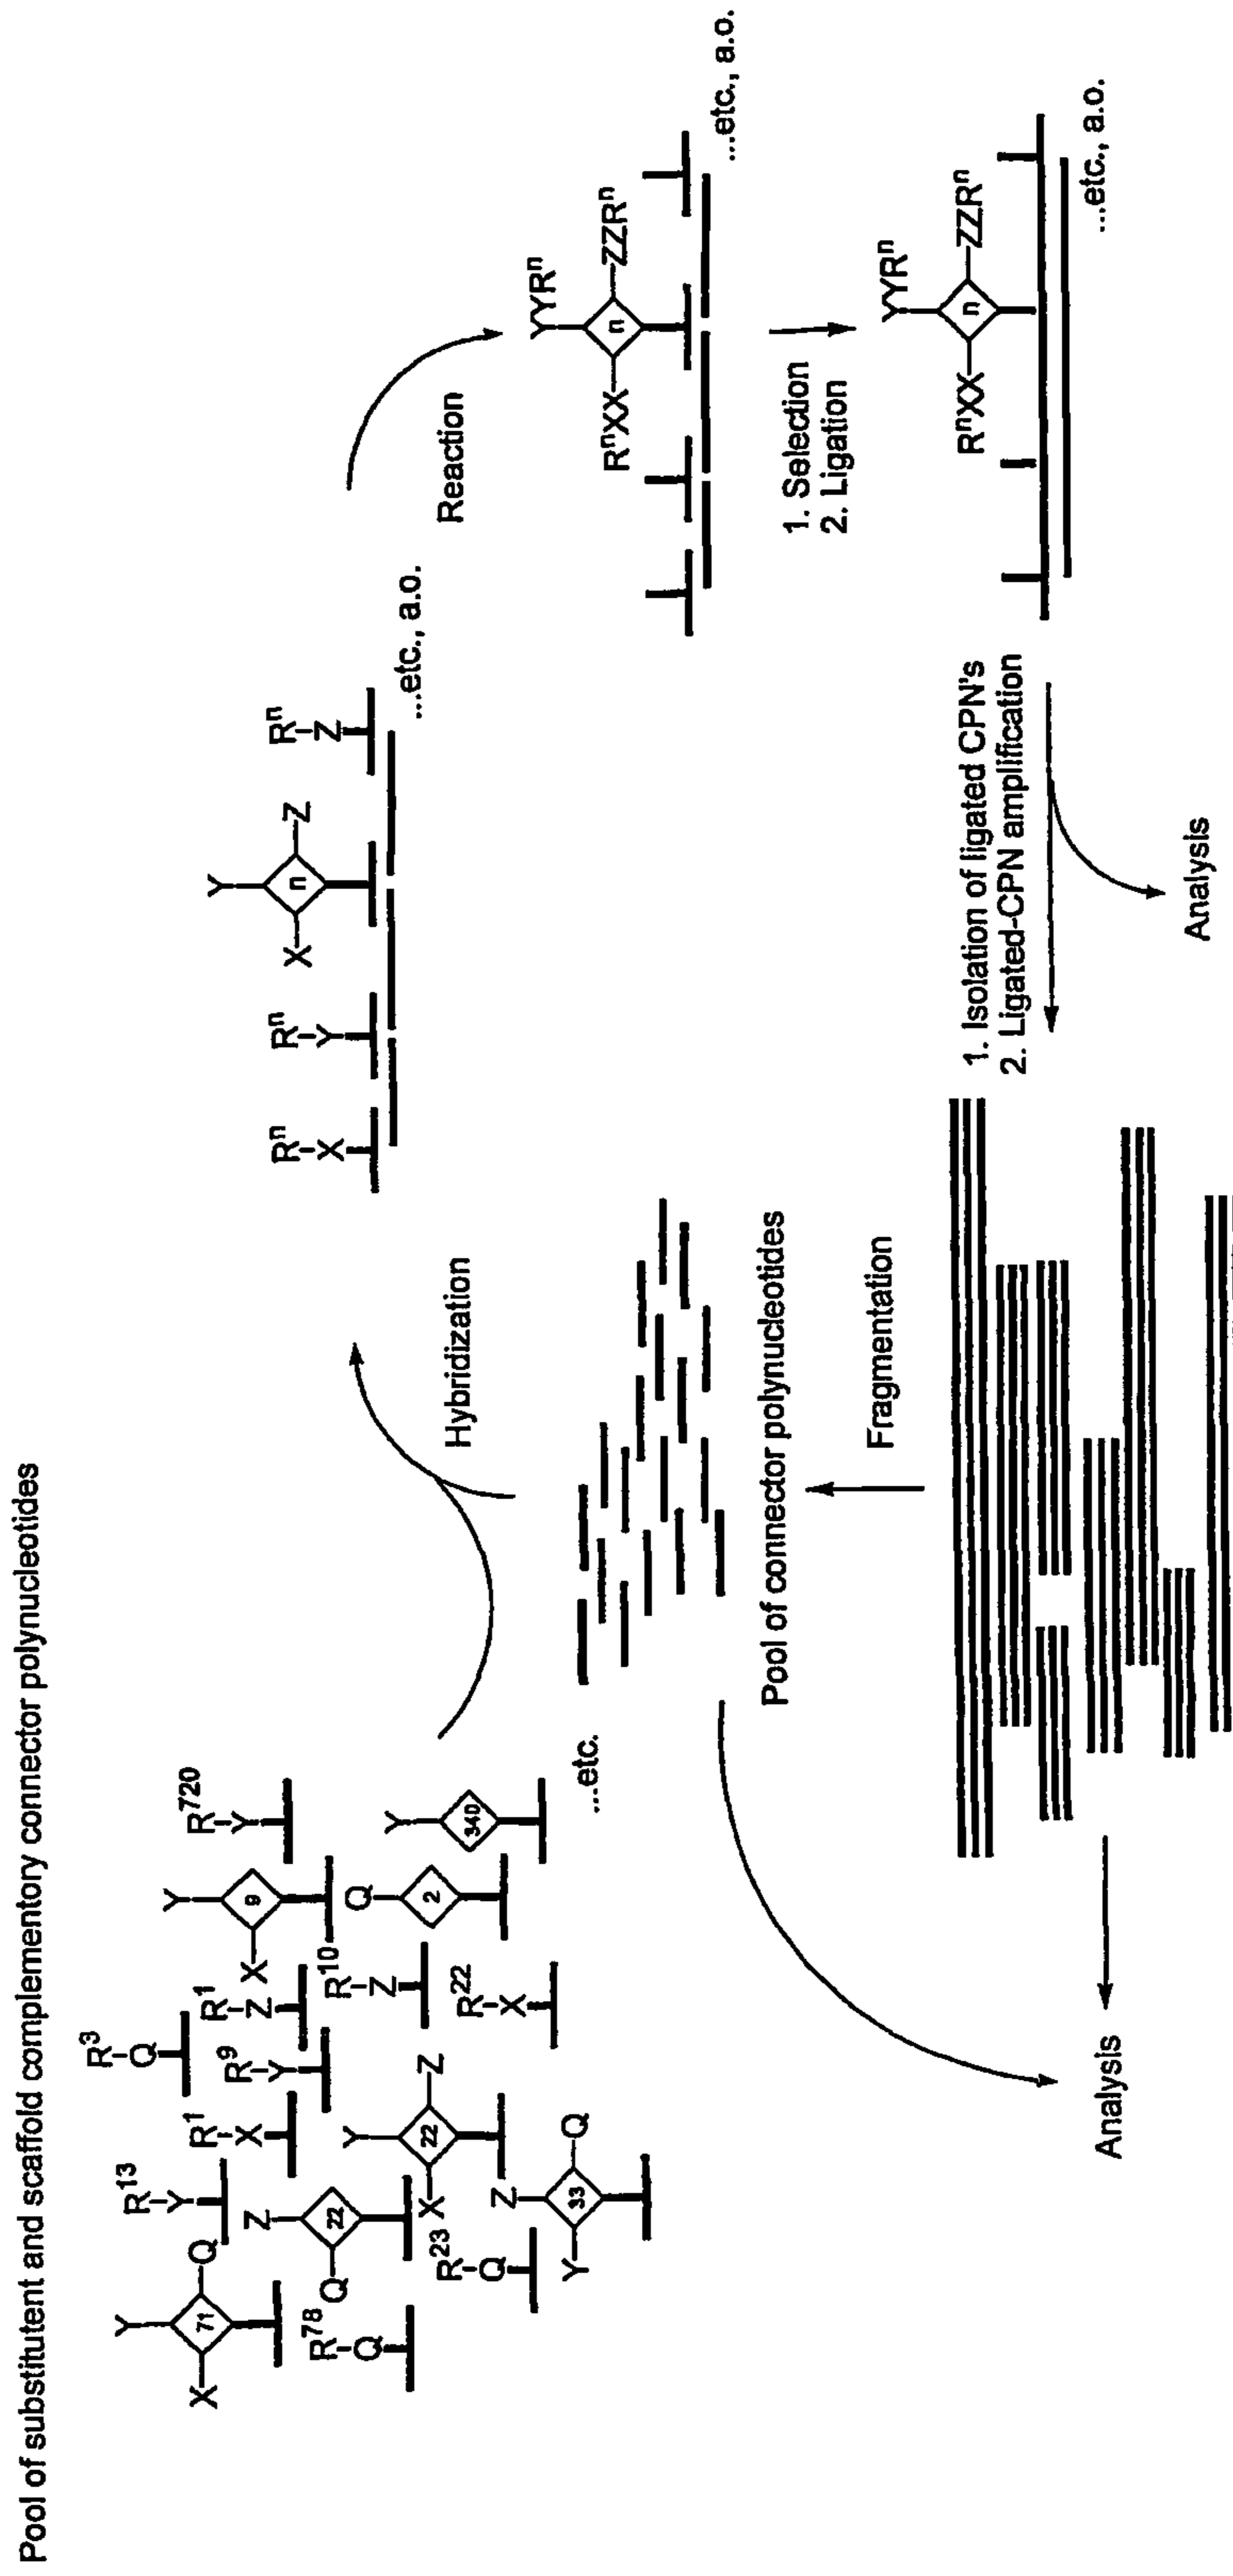 Pool of substitutent and scaffold complementory connector polynucleotides
R3
Q
R13
Y
R1
X
R9
Y
R1
Z
X
Y
9
R720
Y
X
Y
Q
71
Z
Q
22
R10
Z
Q
2
R78
Q
R23
Q
X
Y
Z
22
R22
X
Y
340
Y
Z
Q
33
...etc.
Hybridization
Pool of connector polynucleotides
Rn
X
Rn
Y
X
Y
Z
n
Rn
Z
...etc., a.o.
Reaction
RnXX
YYRn
ZZRn
n
...etc., a.o.
1. Selection
2. Ligation
RnXX
YYRn
ZZRn
n
...etc., a.o.
1. Isolation of ligated CPN's
2. Ligated-CPN amplification
Analysis
Fragmentation
Analysis